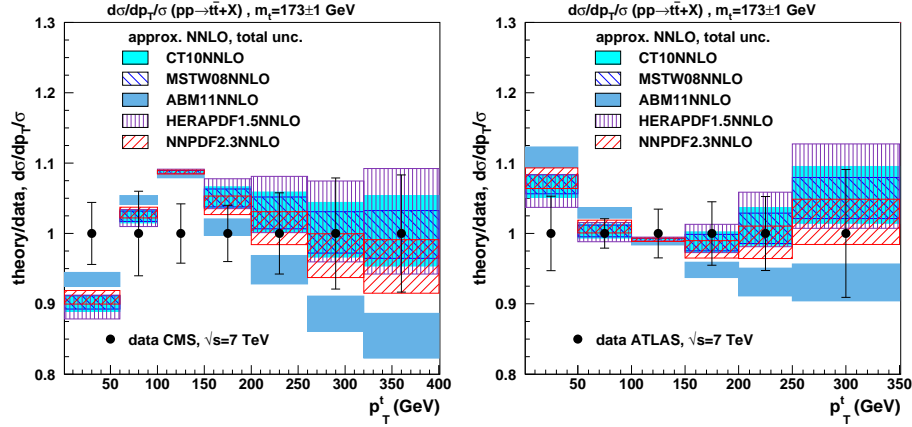 dσ/dp_T/σ (pp→tt̄+X) , m_t=173±1 GeV
approx. NNLO, total unc.
CT10NNLO
MSTW08NNLO
ABM11NNLO
HERAPDF1.5NNLO
NNPDF2.3NNLO
data CMS, √s=7 TeV
theory/data, dσ/dp_T/σ
1.3
1.2
1.1
1
0.9
0.8
50 100 150 200 250 300 350 400
p_T^t (GeV)
dσ/dp_T/σ (pp→tt̄+X) , m_t=173±1 GeV
approx. NNLO, total unc.
CT10NNLO
MSTW08NNLO
ABM11NNLO
HERAPDF1.5NNLO
NNPDF2.3NNLO
data ATLAS, √s=7 TeV
theory/data, dσ/dp_T/σ
1.3
1.2
1.1
1
0.9
0.8
50 100 150 200 250 300 350
p_T^t (GeV)